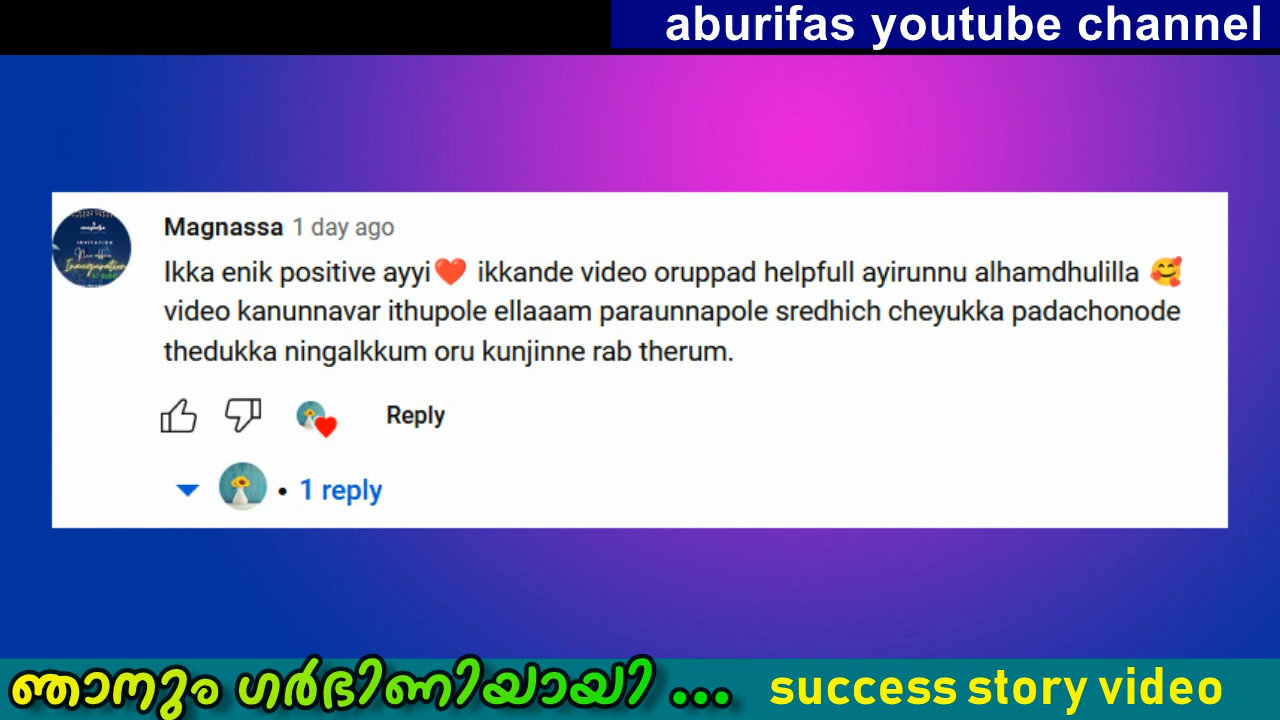 aburifas youtube channel
Magnassa 1 day ago
Ikka enik positive ayyi❤️ ikkande video oruppad helpfull ayirunnu alhamdhulilla 🥰
video kanunnavar ithupole ellaaam paraunnapole sredhich cheyukka padachonode
thedukka ningalkkum oru kunjinne rab therum.
Reply
1 reply
ഞാനും ഗർഭിണിയായി ... success story video